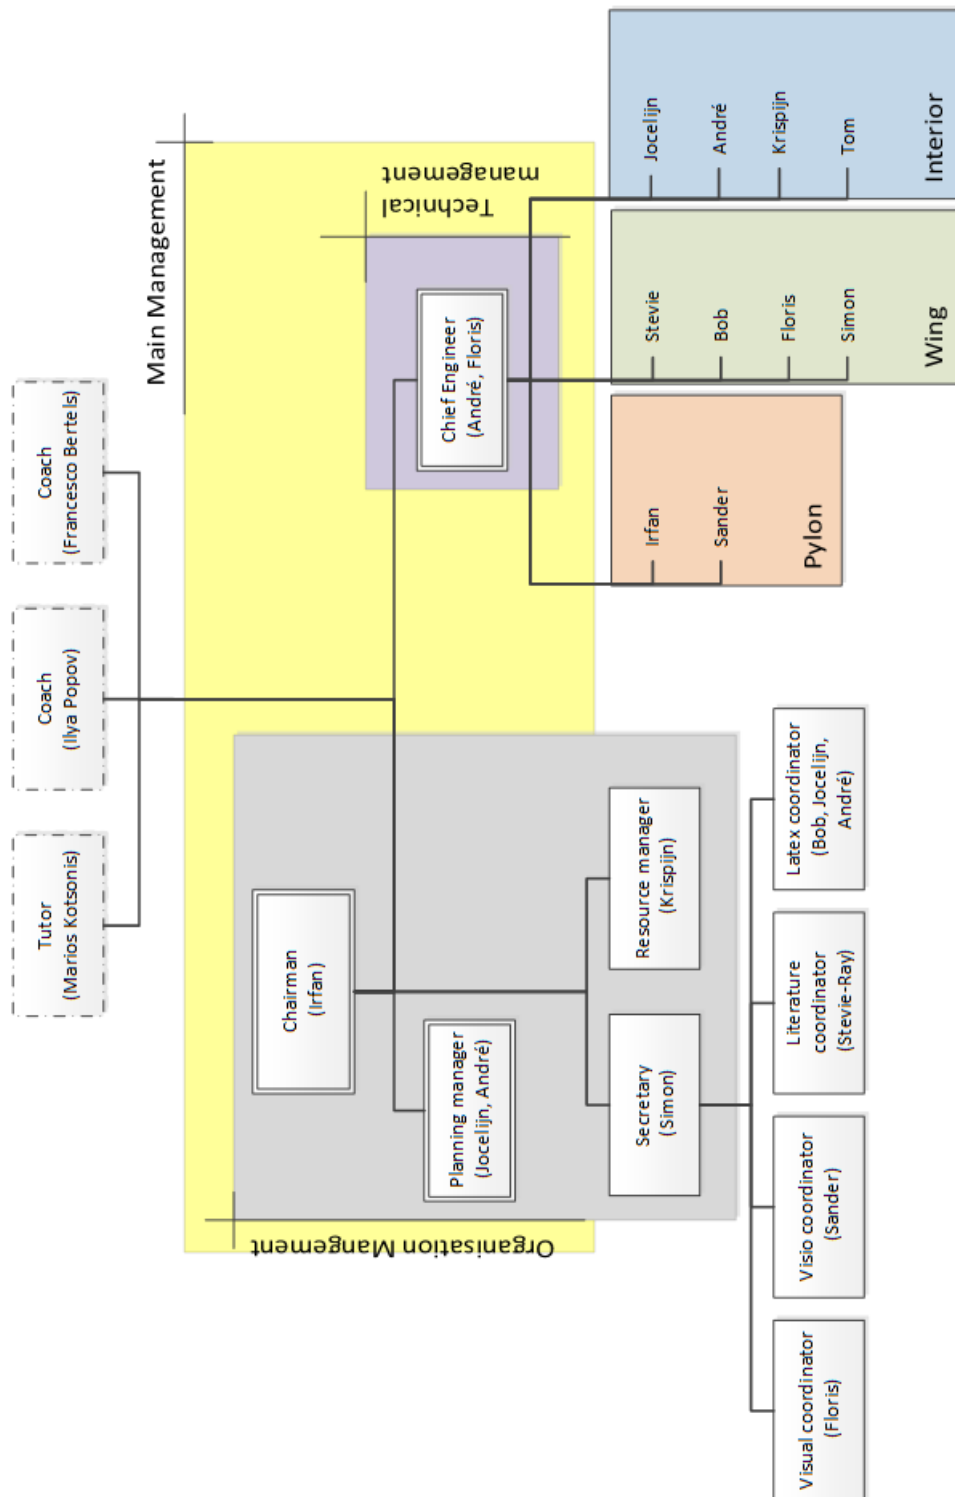 Tutor
(Marios Kotsonis)
Coach
(Ilya Popov)
Coach
(Francesco Bertels)
Main Management
Organisation Mangement
Technical
management
Chairman
(Irfan)
Planning manager
(Jocelijn, André)
Chief Engineer
(André, Floris)
Secretary
(Simon)
Resource manager
(Krispijn)
Visual coordinator
(Floris)
Visio coordinator
(Sander)
Literature
coordinator
(Stevie-Ray)
Latex coordinator
(Bob, Jocelijn,
André)
Irfan
Sander
Pylon
Stevie
Bob
Floris
Simon
Wing
Jocelijn
André
Krispijn
Tom
Interior